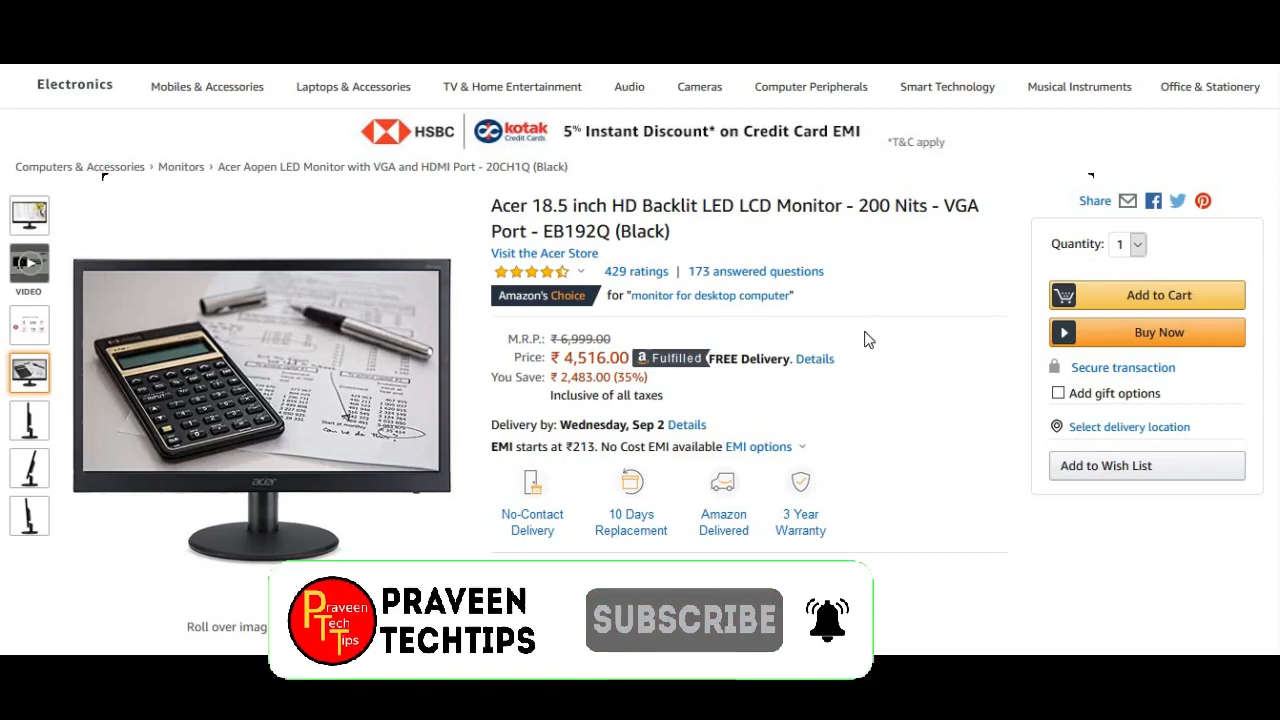 Electronics
Mobiles & Accessories
Laptops & Accessories
TV & Home Entertainment
Audio
Cameras
Computer Peripherals
Smart Technology
Musical Instruments
Office & Stationery
HSBC
kotak
Credit Cards
5% Instant Discount* on Credit Card EMI
*T&C apply
Computers & Accessories › Monitors › Acer Aopen LED Monitor with VGA and HDMI Port - 20CH1Q (Black)
VIDEO
acer
Roll over imag
Acer 18.5 inch HD Backlit LED LCD Monitor - 200 Nits - VGA
Port - EB192Q (Black)
Visit the Acer Store
429 ratings | 173 answered questions
Amazon's Choice for "monitor for desktop computer"
M.R.P.: ₹ 6,999.00
Price: ₹ 4,516.00 a Fulfilled FREE Delivery. Details
You Save: ₹ 2,483.00 (35%)
Inclusive of all taxes
Delivery by: Wednesday, Sep 2 Details
EMI starts at ₹213. No Cost EMI available EMI options
No-Contact
Delivery
10 Days
Replacement
Amazon
Delivered
3 Year
Warranty
Share
Quantity: 1
Add to Cart
Buy Now
Secure transaction
Add gift options
Select delivery location
Add to Wish List
Praveen
Tech
Tips
PRAVEEN
TECHTIPS
SUBSCRIBE